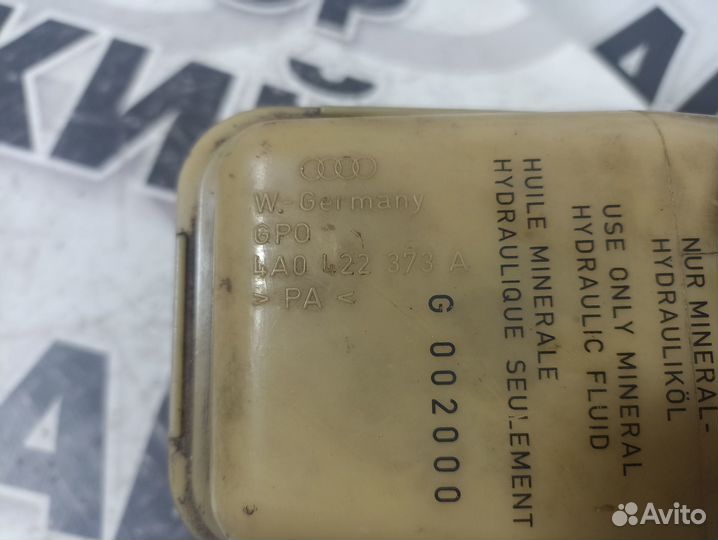 W.-Germany
GPO
4A0 422 373 A
> PA <
G 002000
HUILE MINERALE
HYDRAULIQUE SEULEMENT
USE ONLY MINERAL
HYDRAULIC FLUID
NUR MINERAL-
HYDRAULIKÖL
Avito